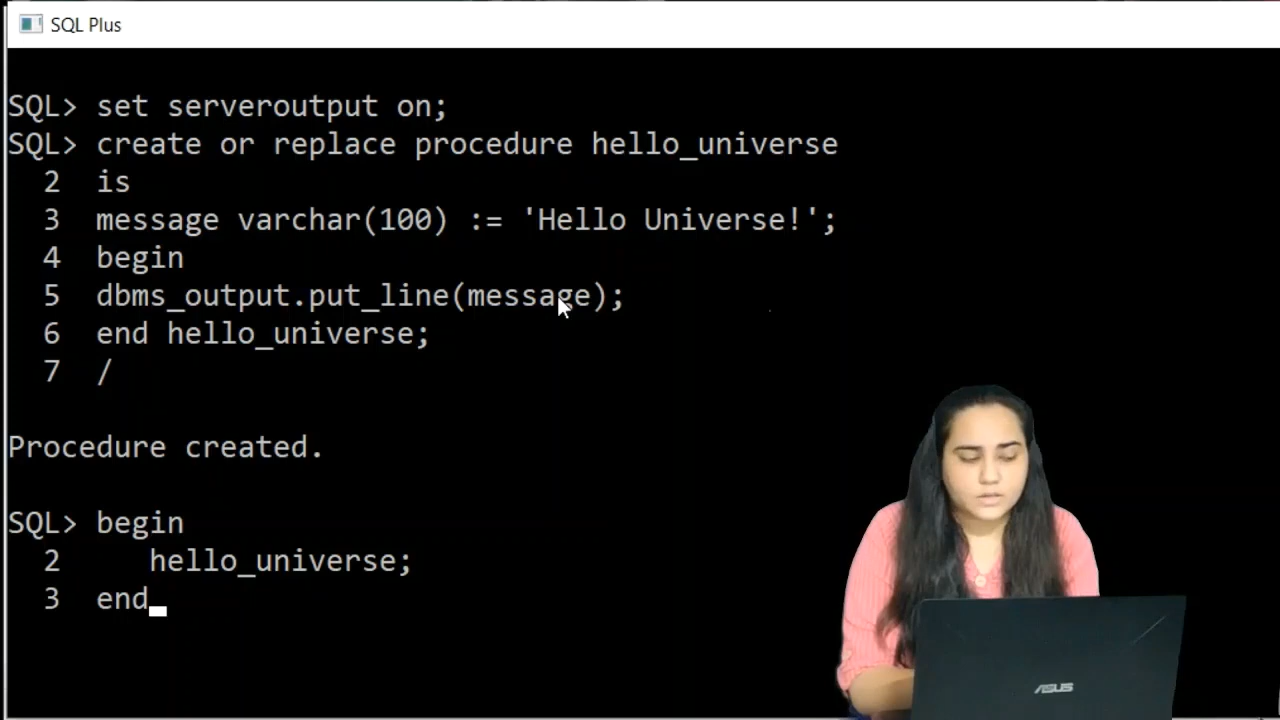 SQL Plus
SQL> set serveroutput on;
SQL> create or replace procedure hello_universe
2 is
3 message varchar(100) := 'Hello Universe!';
4 begin
5 dbms_output.put_line(message);
6 end hello_universe;
7 /
Procedure created.
SQL> begin
2 hello_universe;
3 end
ASUS